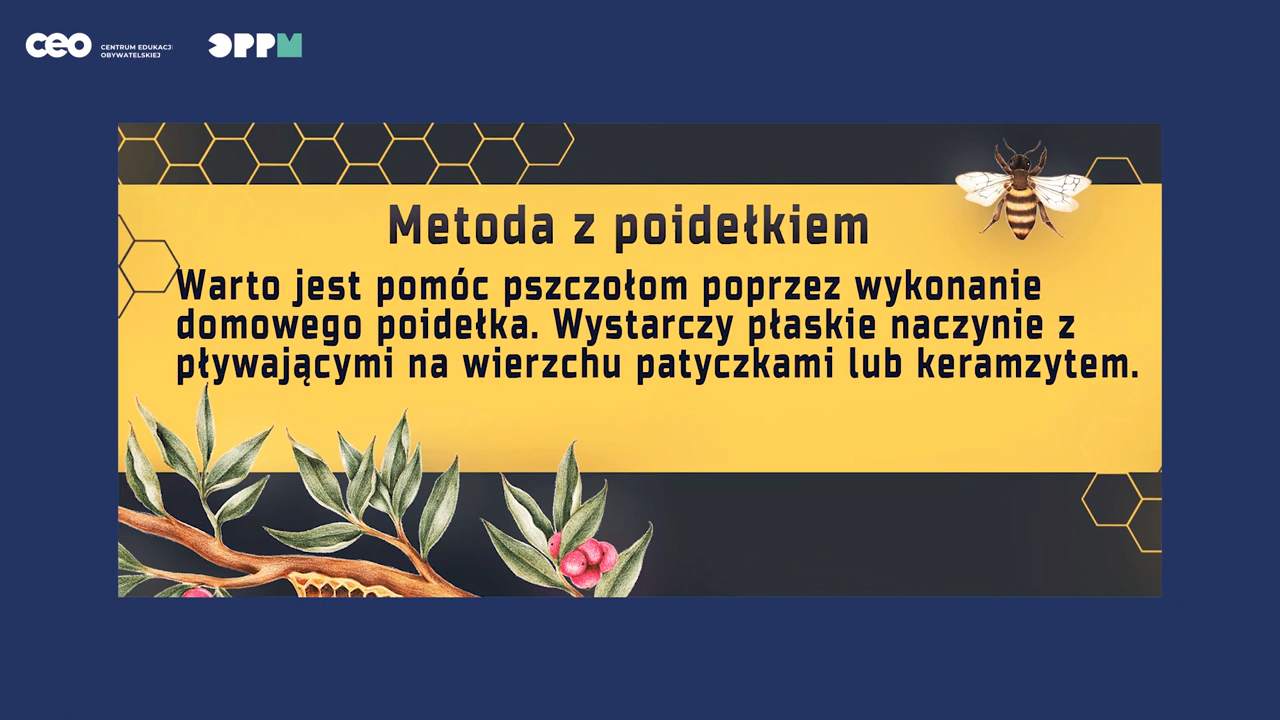 CEO CENTRUM EDUKACJI
OBYWATELSKIEJ
Metoda z poidełkiem
Warto jest pomóc pszczołom poprzez wykonanie
domowego poidełka. Wystarczy płaskie naczynie z
pływającymi na wierzchu patyczkami lub keramzytem.